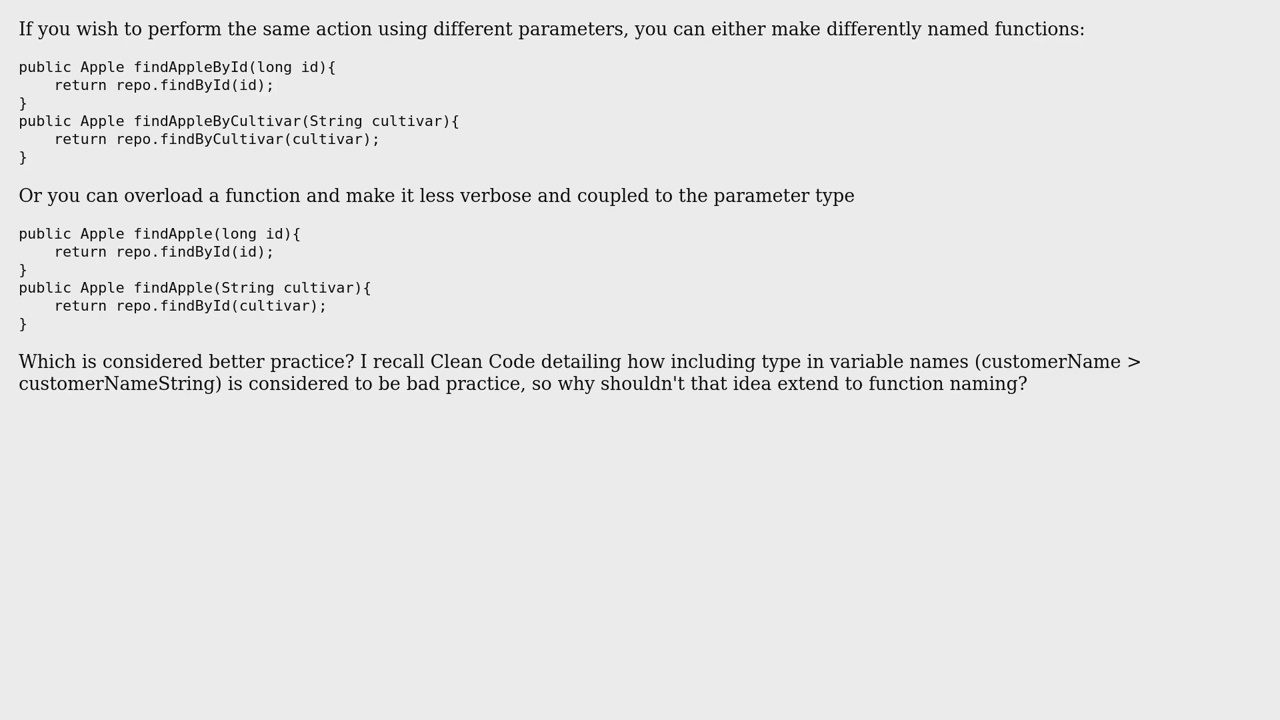 If you wish to perform the same action using different parameters, you can either make differently named functions:
public Apple findAppleById(long id){
    return repo.findById(id);
}
public Apple findAppleByCultivar(String cultivar){
    return repo.findByCultivar(cultivar);
}
Or you can overload a function and make it less verbose and coupled to the parameter type
public Apple findApple(long id){
    return repo.findById(id);
}
public Apple findApple(String cultivar){
    return repo.findById(cultivar);
}
Which is considered better practice? I recall Clean Code detailing how including type in variable names (customerName >
customerNameString) is considered to be bad practice, so why shouldn't that idea extend to function naming?